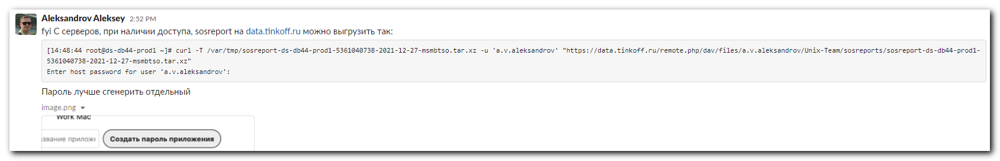 Aleksandrov Aleksey 2:52 PM
fyi С серверов, при наличии доступа, sosreport на data.tinkoff.ru можно выгрузить так:
[14:48:44 root@ds-db44-prod1 ~]# curl -T /var/tmp/sosreport-ds-db44-prod1-5361040738-2021-12-27-msmbtso.tar.xz -u 'a.v.aleksandrov' "https://data.tinkoff.ru/remote.php/dav/files/a.v.aleksandrov/Unix-Team/sosreports/sosreport-ds-db44-prod1-
5361040738-2021-12-27-msmbtso.tar.xz"
Enter host password for user 'a.v.aleksandrov':
Пароль лучше сгенерить отдельный
image.png
Work Mac
звание прилож Создать пароль приложения